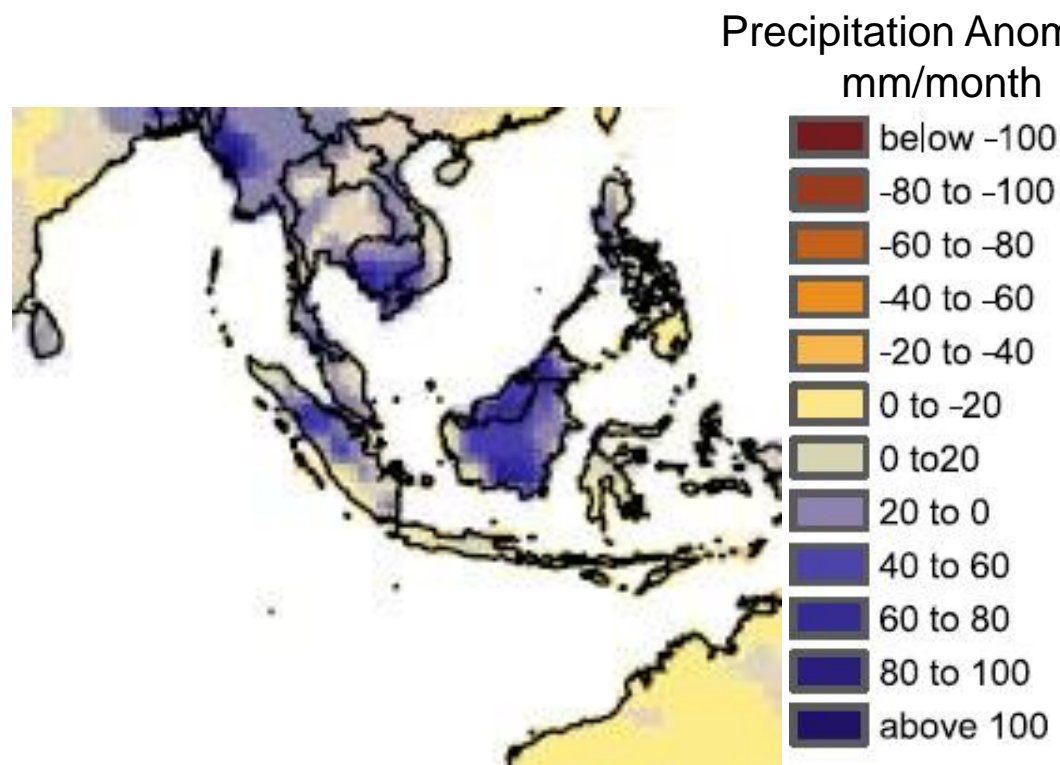 Precipitation Anom
mm/month
below –100
-80 to –100
-60 to –80
-40 to –60
-20 to –40
0 to –20
0 to20
20 to 0
40 to 60
60 to 80
80 to 100
above 100